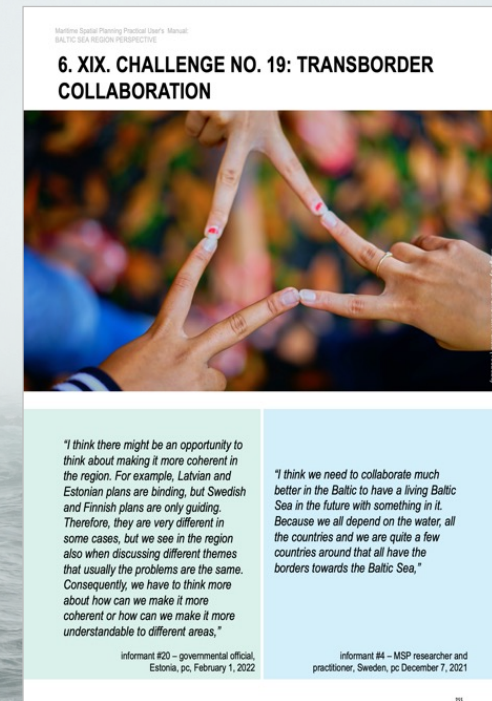 Maritime Spatial Planning Practical User's Manual:
BALTIC SEA REGION PERSPECTIVE
6. XIX. CHALLENGE NO. 19: TRANSBORDER
COLLABORATION
“I think there might be an opportunity to
think about making it more coherent in
the region. For example, Latvian and
Estonian plans are binding, but Swedish
and Finnish plans are only guiding.
Therefore, they are very different in
some cases, but we see in the region
also when discussing different themes
that usually the problems are the same.
Consequently, we have to think more
about how can we make it more
coherent or how can we make it more
understandable to different areas,”
informant #20 – governmental official,
Estonia, pc, February 1, 2022
“I think we need to collaborate much
better in the Baltic to have a living Baltic
Sea in the future with something in it.
Because we all depend on the water, all
the countries and we are quite a few
countries around that all have the
borders towards the Baltic Sea,”
informant #4 – MSP researcher and
practitioner, Sweden, pc December 7, 2021